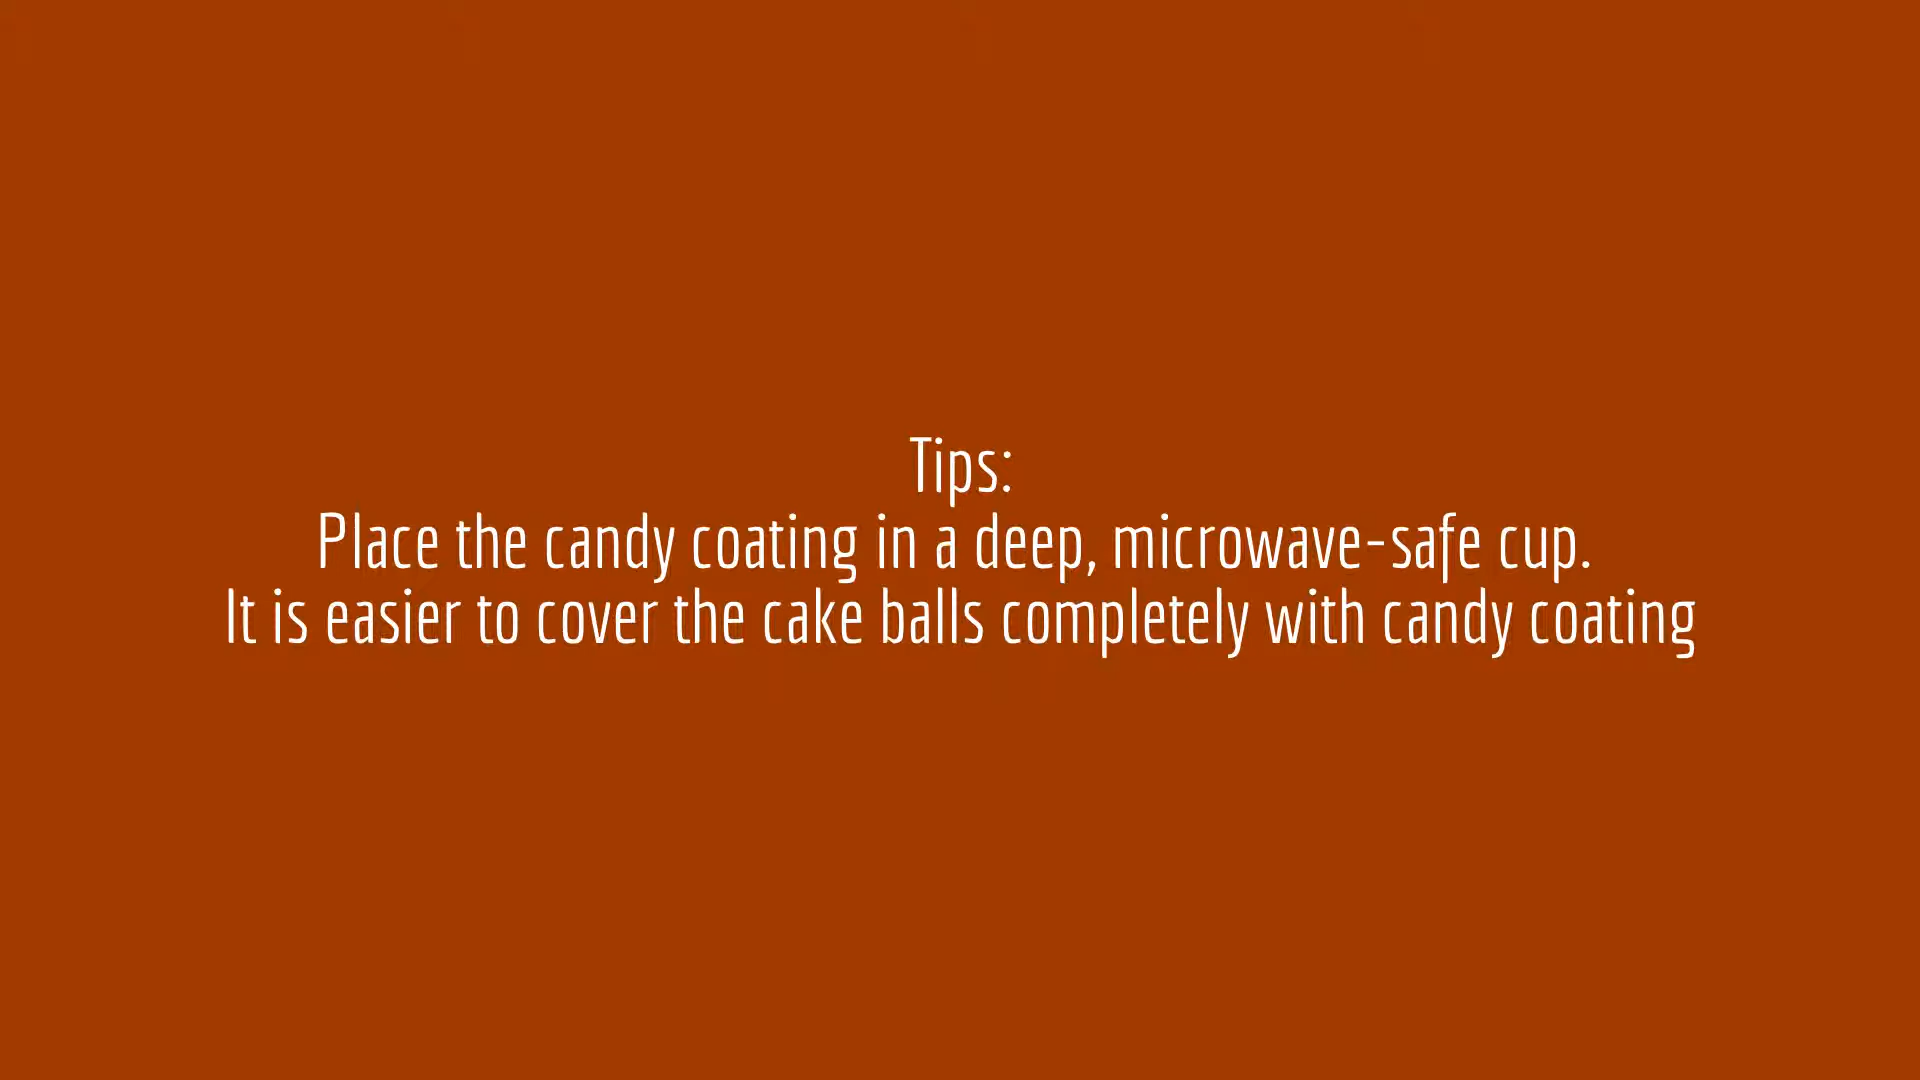 Tips:
Place the candy coating in a deep, microwave-safe cup.
It is easier to cover the cake balls completely with candy coating